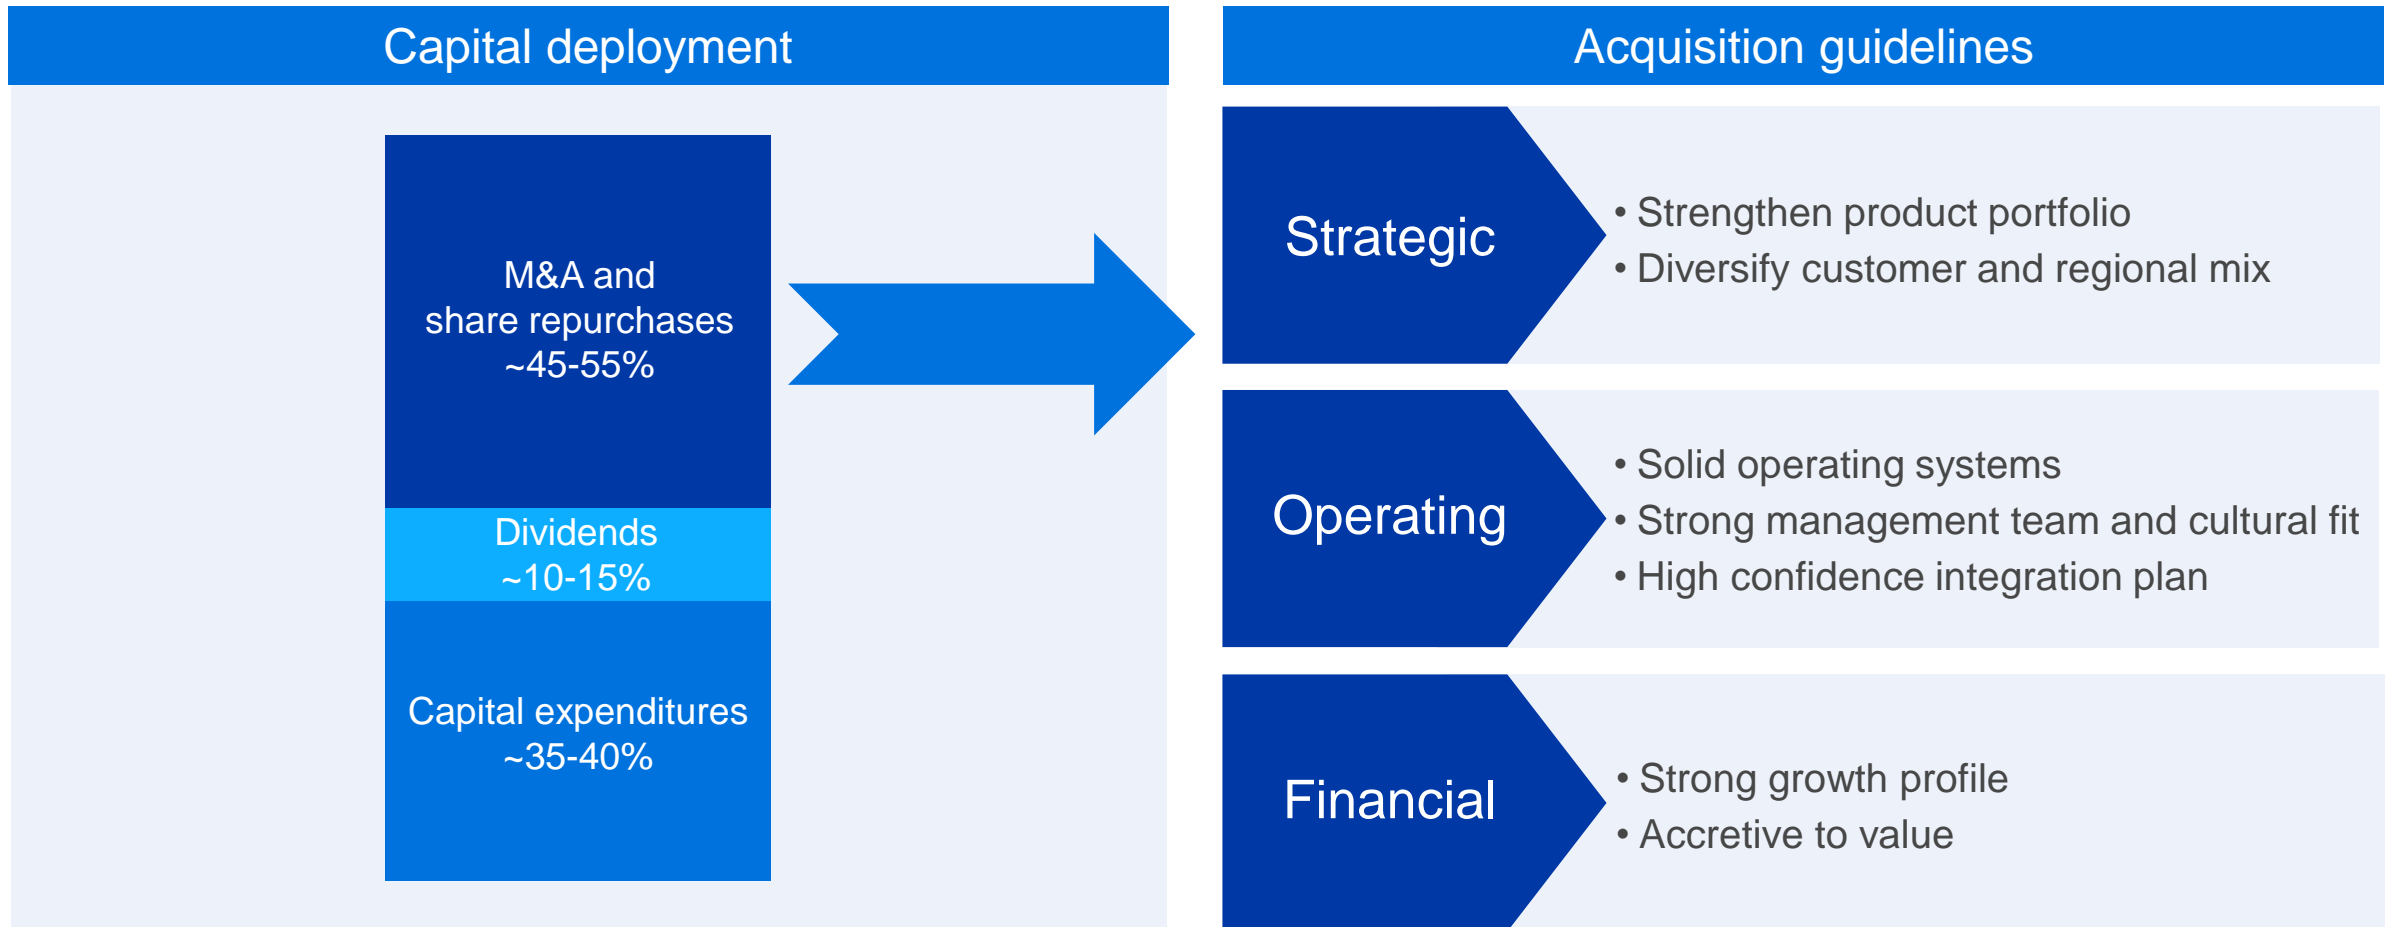 Capital deployment
M&A and
share repurchases
~45-55%
Dividends
~10-15%
Capital expenditures
~35-40%
Acquisition guidelines
Strategic
• Strengthen product portfolio
• Diversify customer and regional mix
Operating
• Solid operating systems
• Strong management team and cultural fit
• High confidence integration plan
Financial
• Strong growth profile
• Accretive to value